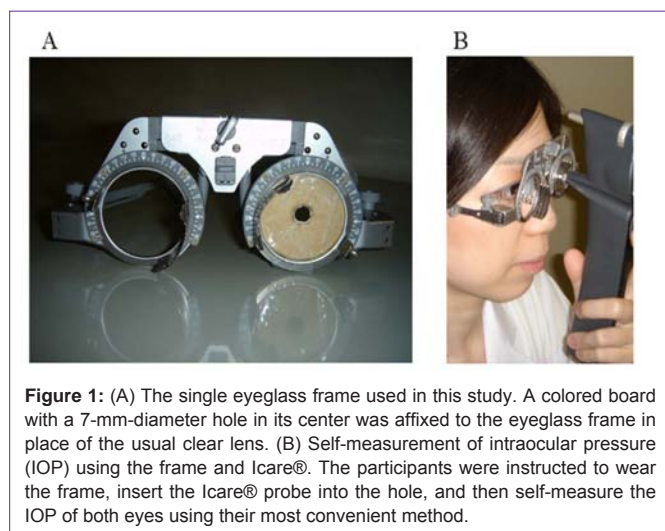 A
B
Figure 1: (A) The single eyeglass frame used in this study. A colored board
with a 7-mm-diameter hole in its center was affixed to the eyeglass frame in
place of the usual clear lens. (B) Self-measurement of intraocular pressure
(IOP) using the frame and Icare®. The participants were instructed to wear
the frame, insert the Icare® probe into the hole, and then self-measure the
IOP of both eyes using their most convenient method.